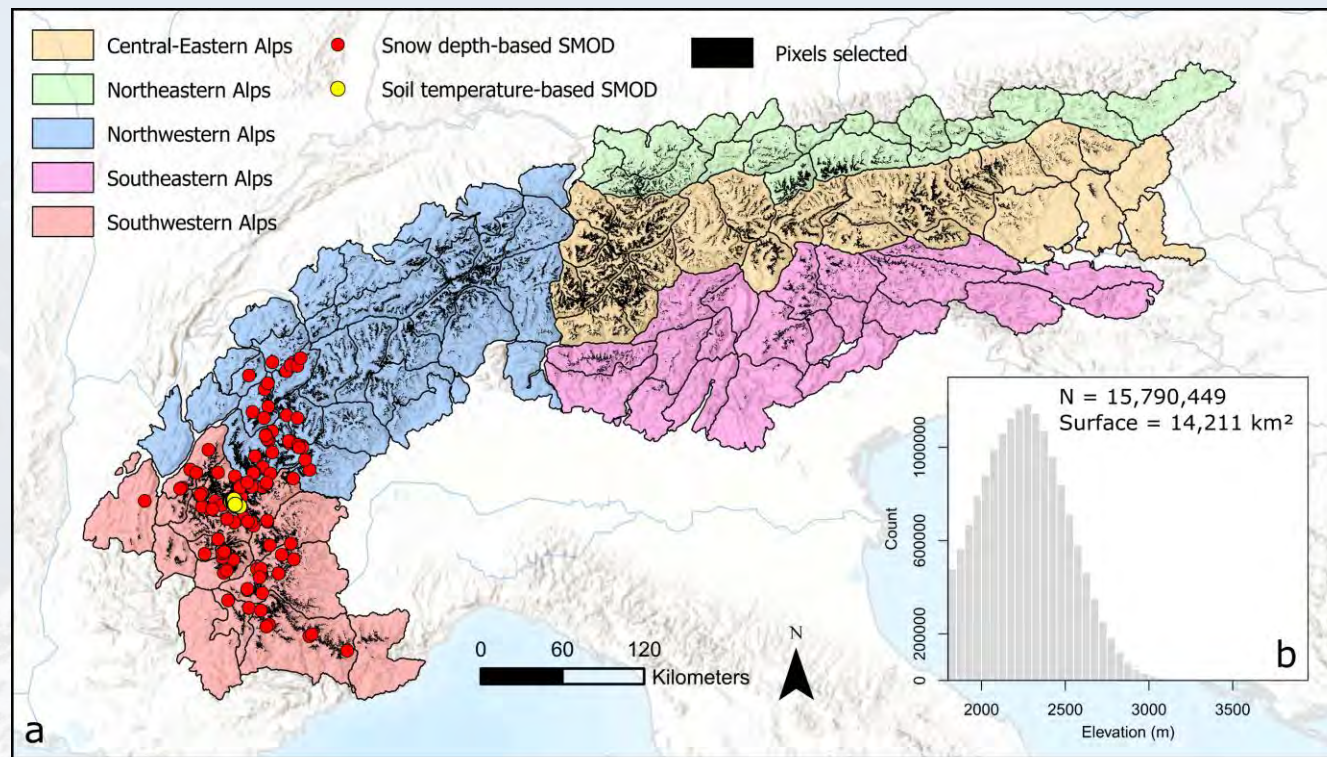 Central-Eastern Alps
Northeastern Alps
Northwestern Alps
Southeastern Alps
Southwestern Alps
Snow depth-based SMOD
Soil temperature-based SMOD
Pixels selected
N
0 60 120
Kilometers
a
N = 15,790,449
Surface = 14,211 km²
Count
0 200000 600000 1000000
2000 2500 3000 3500
Elevation (m)
b